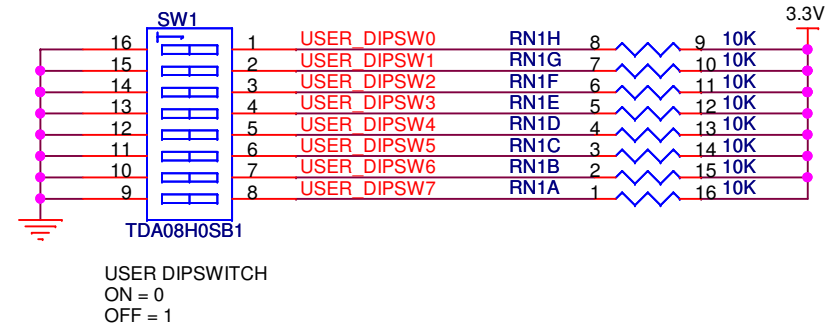 3.3V
SW1
16 1 USER_DIPSW0 RN1H 8 9 10K
15 2 USER_DIPSW1 RN1G 7 10 10K
14 3 USER_DIPSW2 RN1F 6 11 10K
13 4 USER_DIPSW3 RN1E 5 12 10K
12 5 USER_DIPSW4 RN1D 4 13 10K
11 6 USER_DIPSW5 RN1C 3 14 10K
10 7 USER_DIPSW6 RN1B 2 15 10K
9 8 USER_DIPSW7 RN1A 1 16 10K
TDA08H0SB1
USER DIPSWITCH
ON = 0
OFF = 1